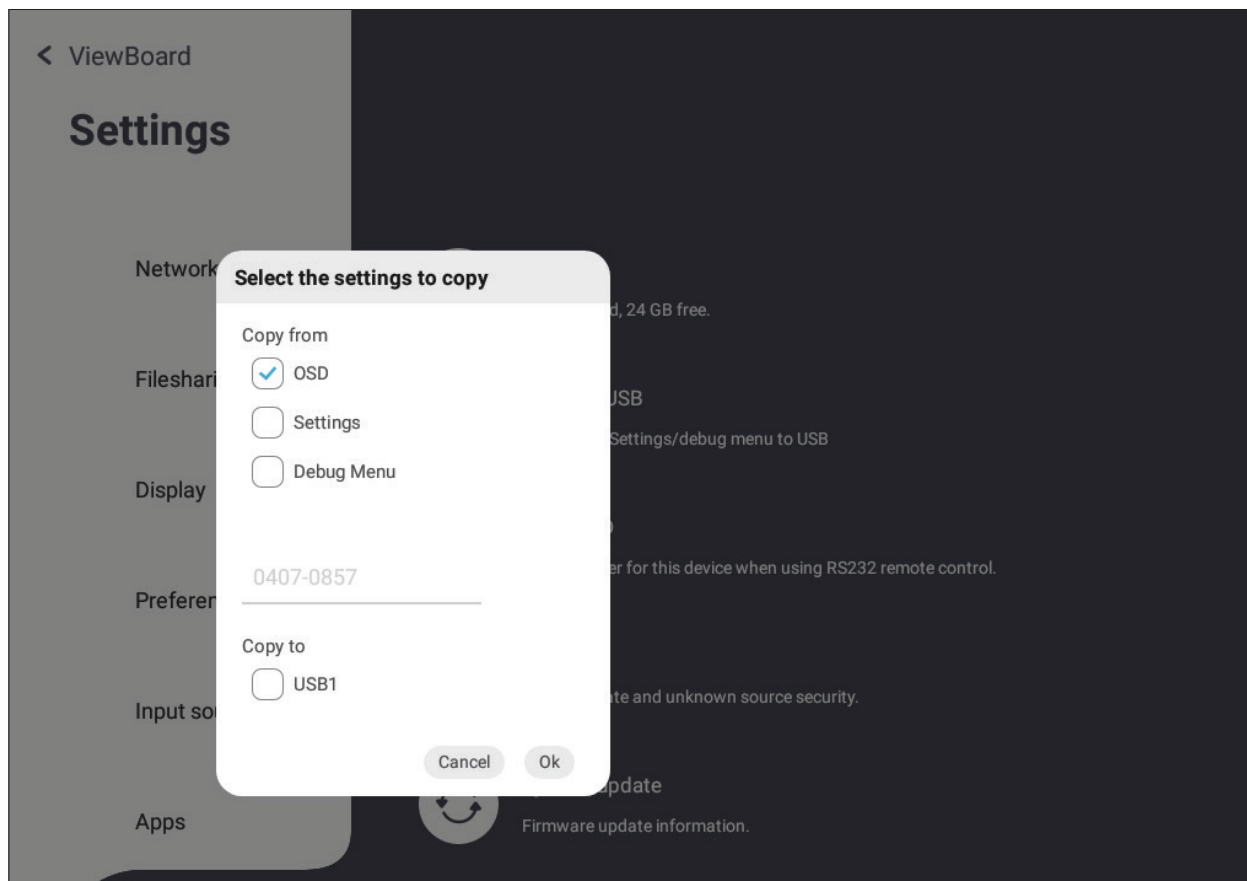 ViewBoard
Settings
Network
Select the settings to copy
Copy from
d, 24 GB free.
Fileshari
OSD
USB
Settings
Settings/debug menu to USB
Debug Menu
Display
er for this device when using RS232 remote control.
0407-0857
Preferen
Copy to
USB1
te and unknown source security.
Input sou
Cancel
Ok
update
Apps
Firmware update information.